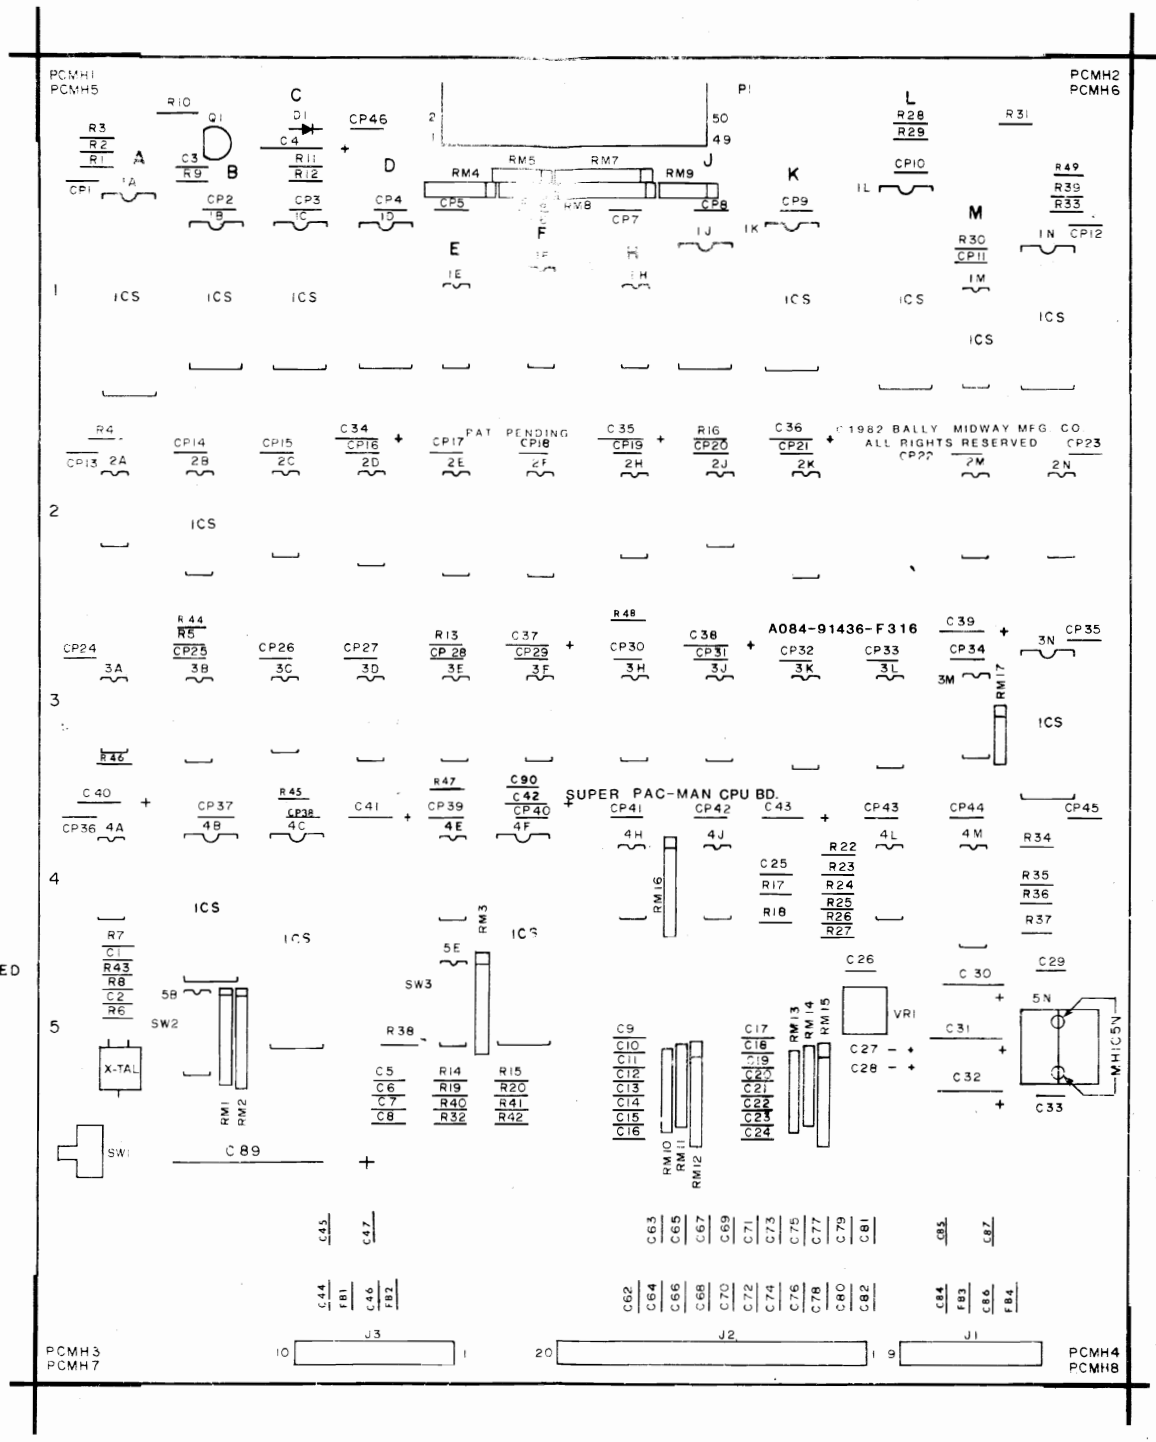 PCMH1
PCMH5
PCMH2
PCMH6
R10
Q1
C
D1
C4
CP46
2
1
P1
50
49
L
R28
R29
R31
R3
R2
R1
A
1A
CP1
C3
R9
B
R11
R12
D
RM4
RM5
RM7
RM9
J
K
CP10
1L
R49
R39
R33
CP2
1B
CP3
1C
CP4
1D
CP5
RM8
CP7
CP8
1J
1K
CP9
M
CP12
1N
E
F
H
R30
CP11
1E
1F
1H
1M
1
ICS
ICS
ICS
ICS
ICS
ICS
ICS
R4
CP13
2A
CP14
2B
CP15
2C
C34
CP16
2D
+
PAT PENDING
CP17
2E
CP18
2F
C35
CP19
2H
+
R16
CP20
2J
C36
CP21
2K
+
1982 BALLY MIDWAY MFG. CO.
ALL RIGHTS RESERVED
CP22
2M
CP23
2N
2
ICS
R48
CP24
3A
R44
R5
CP25
3B
CP26
3C
CP27
3D
R13
CP28
3E
C37
CP29
3F
+
CP30
3H
C38
CP31
3J
+
A084-91436-F316
CP32
3K
CP33
3L
C39
CP34
3M
+
3N
CP35
RM17
3
ICS
R46
C40
CP36
4A
+
CP37
4B
R45
CP38
4C
C41
+
R47
CP39
4E
C90
C42
CP40
4F
+
SUPER PAC-MAN CPU BD.
CP41
4H
CP42
4J
C43
+
CP43
4L
CP44
4M
CP45
R34
R22
R23
R24
R25
R26
R27
C25
R17
R18
RM16
R35
R36
R37
4
ICS
ICS
RM3
ICS
R7
C1
R43
R8
C2
R6
5E
SW3
C26
C30
+
C29
ED
5B
SW2
5
R38
C9
C10
C11
C12
C13
C14
C15
C16
C17
C18
C19
C20
C21
C22
C23
C24
RM13
RM14
RM15
VR1
C27 - +
C28 - +
C31
+
C32
+
5N
MHIC5N
C33
X-TAL
RM1
RM2
C5
C6
C7
C8
R14
R19
R40
R32
R15
R20
R41
R42
RM10
RM11
RM12
SW1
C89
+
C45
C47
C63
C65
C67
C69
C71
C73
C75
C77
C79
C81
C85
C87
C44
FB1
C46
FB2
C62
C64
C66
C68
C70
C72
C74
C76
C78
C80
C82
C84
FB3
C86
FB4
10
J3
1
20
J2
1
9
J1
PCMH3
PCMH7
PCMH4
PCMH8